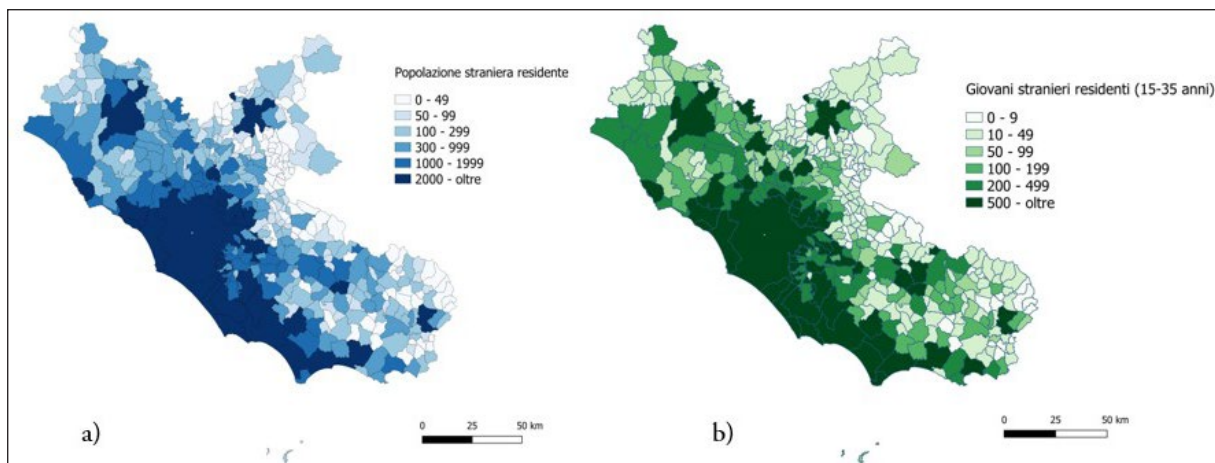 Popolazione straniera residente
0 - 49
50 - 99
100 - 299
300 - 999
1000 - 1999
2000 - oltre
a)
0 25 50 km
Giovani stranieri residenti (15-35 anni)
0 - 9
10 - 49
50 - 99
100 - 199
200 - 499
500 - oltre
b)
0 25 50 km